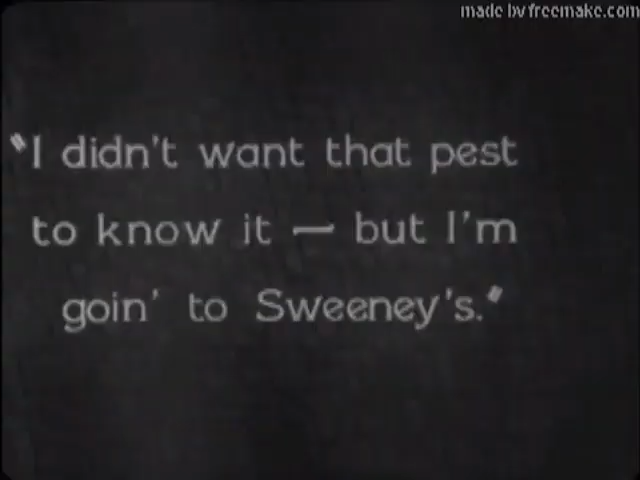 made by freemake.com
"I didn't want that pest
to know it — but I'm
goin' to Sweeney's."